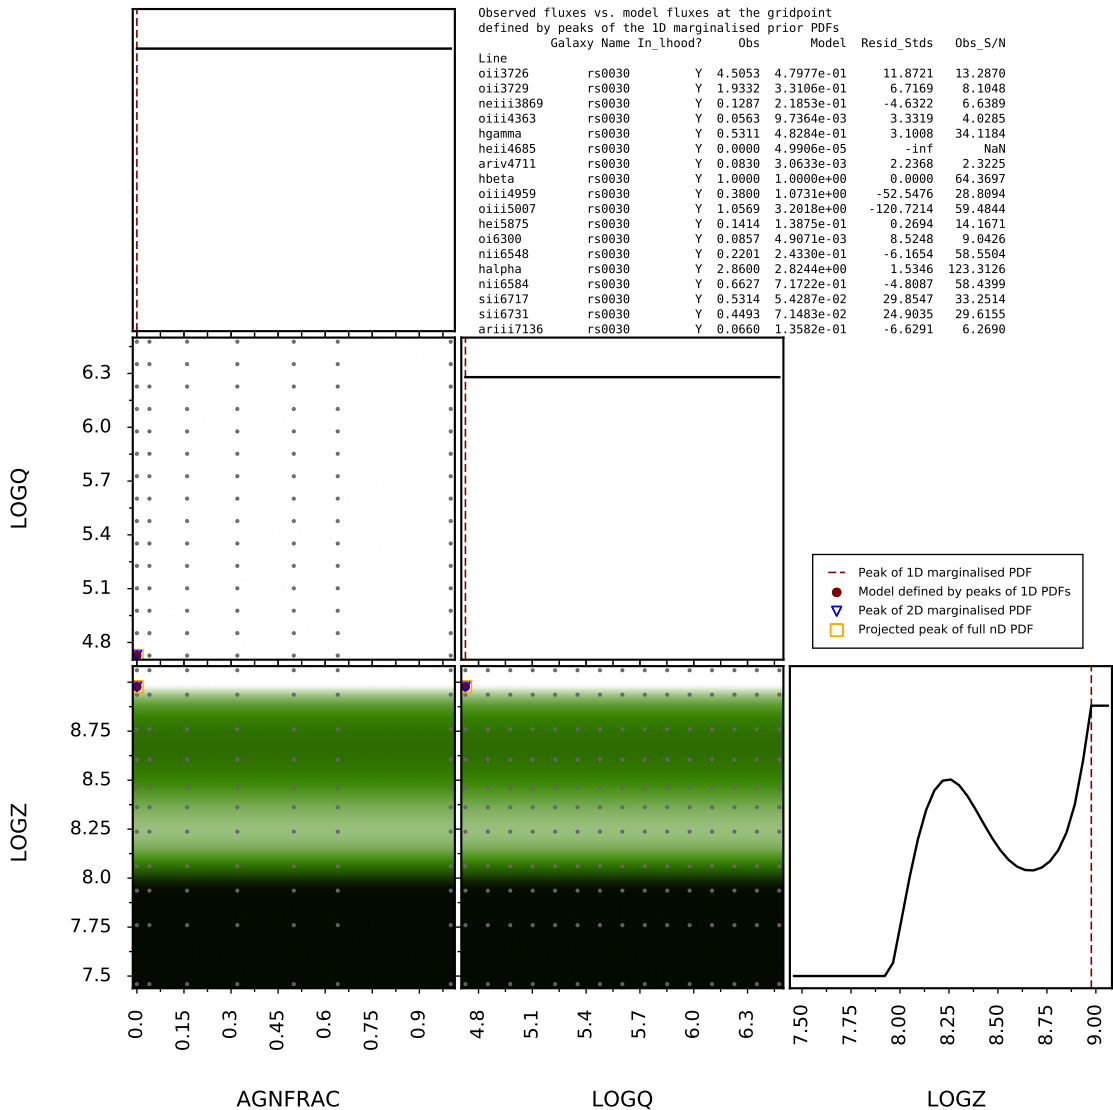 Observed fluxes vs. model fluxes at the gridpoint
defined by peaks of the 1D marginalised prior PDFs
Galaxy Name In_lhood? Obs Model Resid_Stds Obs_S/N
Line
oii3726 rs0030 Y 4.5053 4.7977e-01 11.8721 13.2870
oii3729 rs0030 Y 1.9332 3.3106e-01 6.7169 8.1048
neiii3869 rs0030 Y 0.1287 2.1853e-01 -4.6322 6.6389
oiii4363 rs0030 Y 0.0563 9.7364e-03 3.3319 4.0285
hgamma rs0030 Y 0.5311 4.8284e-01 3.1008 34.1184
heii4685 rs0030 Y 0.0000 4.9906e-05 -inf NaN
ariv4711 rs0030 Y 0.0830 3.0633e-03 2.2368 2.3225
hbeta rs0030 Y 1.0000 1.0000e+00 0.0000 64.3697
oiii4959 rs0030 Y 0.3800 1.0731e+00 -52.5476 28.8094
oiii5007 rs0030 Y 1.0569 3.2018e+00 -120.7214 59.4844
hei5875 rs0030 Y 0.1414 1.3875e-01 0.2694 14.1671
oi6300 rs0030 Y 0.0857 4.9071e-03 8.5248 9.0426
nii6548 rs0030 Y 0.2201 2.4330e-01 -6.1654 58.5504
halpha rs0030 Y 2.8600 2.8244e+00 1.5346 123.3126
nii6584 rs0030 Y 0.6627 7.1722e-01 -4.8087 58.4399
sii6717 rs0030 Y 0.5314 5.4287e-02 29.8547 33.2514
sii6731 rs0030 Y 0.4493 7.1483e-02 24.9035 29.6155
ariii7136 rs0030 Y 0.0660 1.3582e-01 -6.6291 6.2690
6.3
6.0
5.7
5.4
5.1
4.8
LOGQ
Peak of 1D marginalised PDF
Model defined by peaks of 1D PDFs
Peak of 2D marginalised PDF
Projected peak of full nD PDF
8.75
8.5
8.25
8.0
7.75
7.5
LOGZ
0.0 0.15 0.3 0.45 0.6 0.75 0.9
4.8 5.1 5.4 5.7 6.0 6.3
7.50 7.75 8.00 8.25 8.50 8.75 9.00
AGNFRAC LOGQ LOGZ